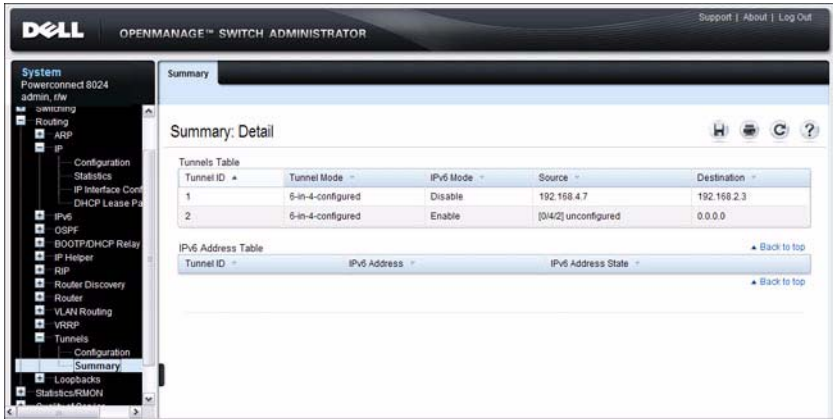 DELL
OPENMANAGE™ SWITCH ADMINISTRATOR
Support | About | Log Out
System
Powerconnect 8024
admin, r/w
Switching
Routing
ARP
IP
Configuration
Statistics
IP Interface Conf
DHCP Lease Pa
IPv6
OSPF
BOOTP/DHCP Relay
IP Helper
RIP
Router Discovery
Router
VLAN Routing
VRRP
Tunnels
Configuration
Summary
Loopbacks
Statistics/RMON
Summary
Summary: Detail
Tunnels Table
Tunnel ID Tunnel Mode IPv6 Mode Source Destination
1 6-in-4-configured Disable 192.168.4.7 192.168.2.3
2 6-in-4-configured Enable [0/4/2] unconfigured 0.0.0.0
Back to top
IPv6 Address Table
Tunnel ID IPv6 Address IPv6 Address State
Back to top